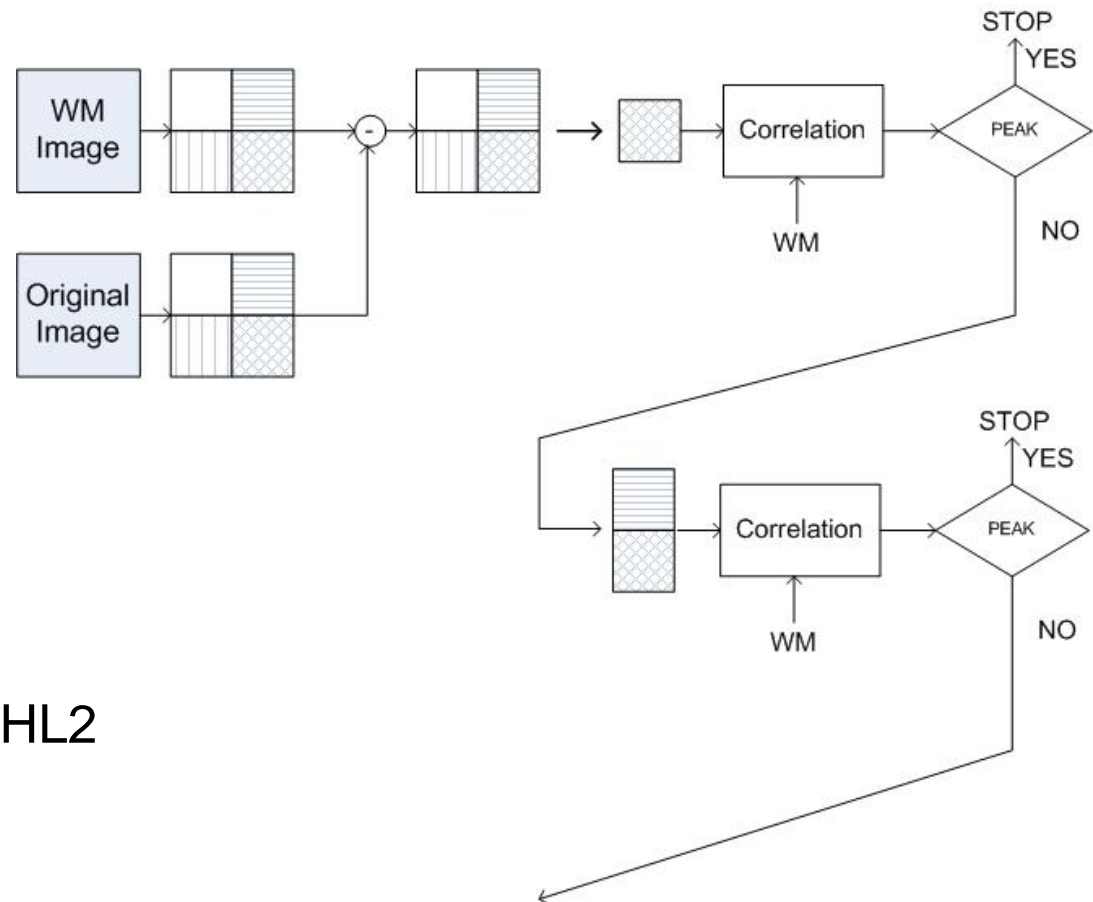 STOP
YES
WM
Image
-
Correlation
PEAK
WM
NO
Original
Image
STOP
YES
Correlation
PEAK
WM
NO
HL2